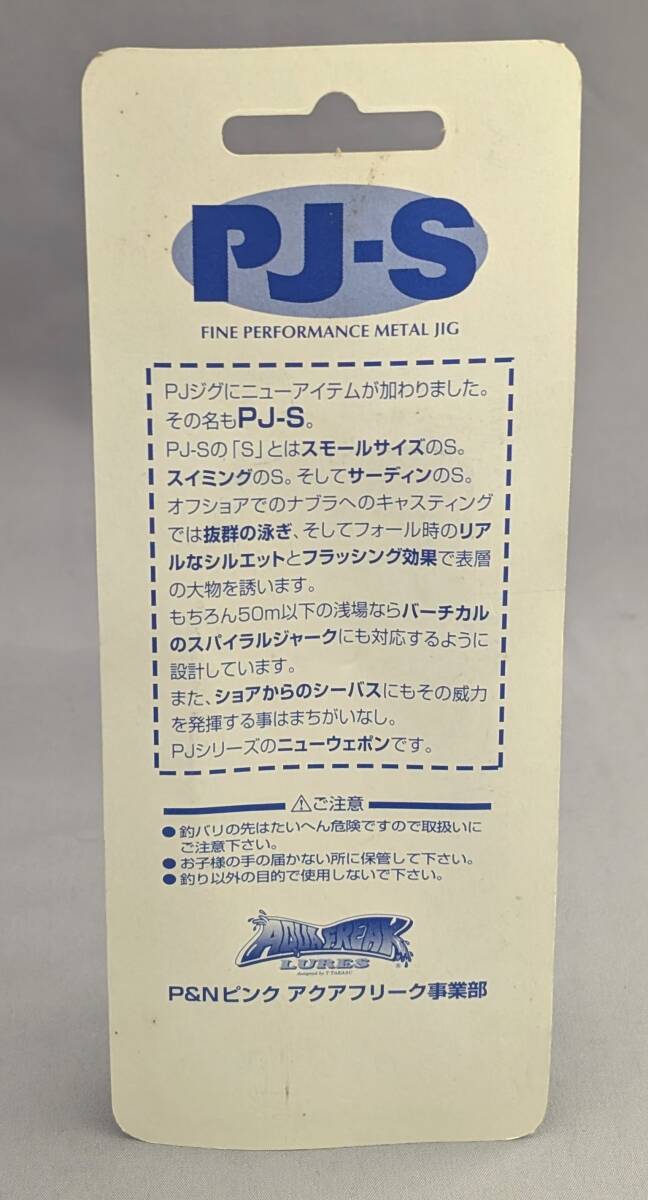 PJ-S
FINE PERFORMANCE METAL JIG
PJジグにニューアイテムが加わりました。
その名もPJ-S。
PJ-Sの「S」とはスモールサイズのS。
スイミングのS。そしてサーディンのS。
オフショアでのナブラへのキャスティング
では抜群の泳ぎ、そしてフォール時のリア
ルなシルエットとフラッシング効果で表層
の大物を誘います。
もちろん50m以下の浅場ならバーチカル
のスパイラルジャークにも対応するように
設計しています。
また、ショアからのシーバスにもその威力
を発揮する事はまちがいなし。
PJシリーズのニューウェポンです。
⚠ご注意
●釣バリの先はたいへん危険ですので取扱いに
ご注意下さい。
●お子様の手の届かない所に保管して下さい。
●釣り以外の目的で使用しないで下さい。
AQUA FREAK
LURES ®
designed by T.TAKASU
P&Nピンク アクアフリーク事業部